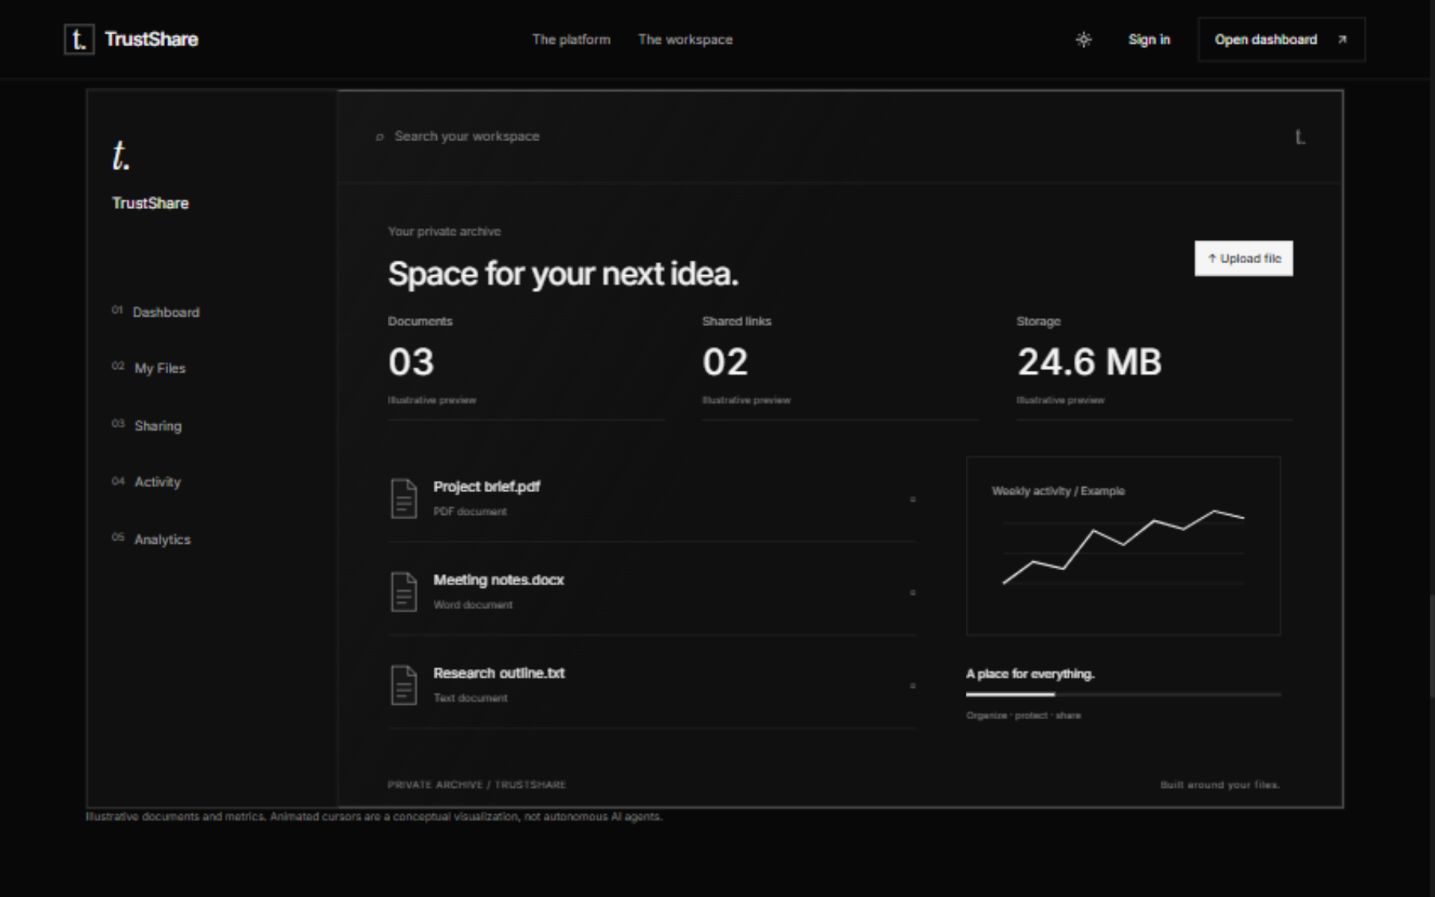 t. TrustShare
The platform
The workspace
Sign in
Open dashboard ↗
t.
TrustShare
01 Dashboard
02 My Files
03 Sharing
04 Activity
05 Analytics
Search your workspace
t.
Your private archive
Space for your next idea.
↑ Upload file
Documents
03
Illustrative preview
Shared links
02
Illustrative preview
Storage
24.6 MB
Illustrative preview
Project brief.pdf
PDF document
Meeting notes.docx
Word document
Research outline.txt
Text document
Weekly activity / Example
A place for everything.
Organize · protect · share
PRIVATE ARCHIVE / TRUSTSHARE
Built around your files.
Illustrative documents and metrics. Animated cursors are a conceptual visualization, not autonomous AI agents.